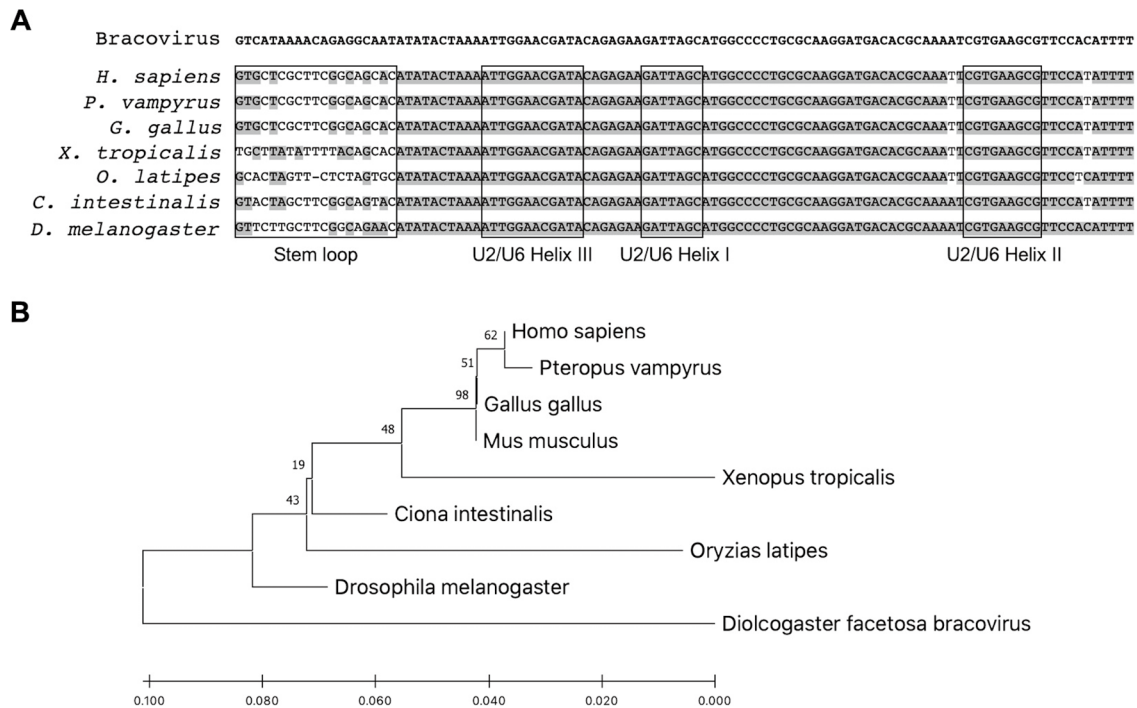 A
Bracovirus GTCATAAAACAGAGGCAATATATACTAAAATTGGAACGATACAGAGAAGATTAGCATGGCCCCTGCGCAAGGATGACACGCAAAATCGTGAAGCGTTCCACATTTT
H. sapiens GTGCTCGCTTCGGCAGCACATATACTAAAATTGGAACGATACAGAGAAGATTAGCATGGCCCCTGCGCAAGGATGACACGCAAATTCGTGAAGCGTTCCATATTTT
P. vampyrus GTGCTCGCTTCGGCAGCACATATACTAAAATTGGAACGATACAGAGAAGATTAGCATGGCCCCTGCGCAAGGATGACACGCAAATTCGTGAAGCGTTCCATATTTT
G. gallus GTGCTCGCTTCGGCAGCACATATACTAAAATTGGAACGATACAGAGAAGATTAGCATGGCCCCTGCGCAAGGATGACACGCAAATTCGTGAAGCGTTCCATATTTT
X. tropicalis TGCTTATATTTTACAGCACATATACTAAAATTGGAACGATACAGAGAAGATTAGCATGGCCCCTGCGCAAGGATGACACGCAAATTCGTGAAGCGTTCCATATTTT
O. latipes GCACTAGTT-CTCTAGTGCATATACTAAAATTGGAACGATACAGAGAAGATTAGCATGGCCCCTGCGCAAGGATGACACGCAAATTCGTGAAGCGTTCCTCATTTT
C. intestinalis GTACTAGCTTCGGCAGTACATATACTAAAATTGGAACGATACAGAGAAGATTAGCATGGCCCCTGCGCAAGGATGACACGCAAAATCGTGAAGCGTTCCATATTTT
D. melanogaster GTTCTTGCTTCGGCAGAACATATACTAAAATTGGAACGATACAGAGAAGATTAGCATGGCCCCTGCGCAAGGATGACACGCAAAATCGTGAAGCGTTCCACATTTT
Stem loop U2/U6 Helix III U2/U6 Helix I U2/U6 Helix II
B
62 Homo sapiens
51 Pteropus vampyrus
98 Gallus gallus
Mus musculus
48
Xenopus tropicalis
19
43 Ciona intestinalis
Oryzias latipes
Drosophila melanogaster
Diolcogaster facetosa bracovirus
0.100 0.080 0.060 0.040 0.020 0.000